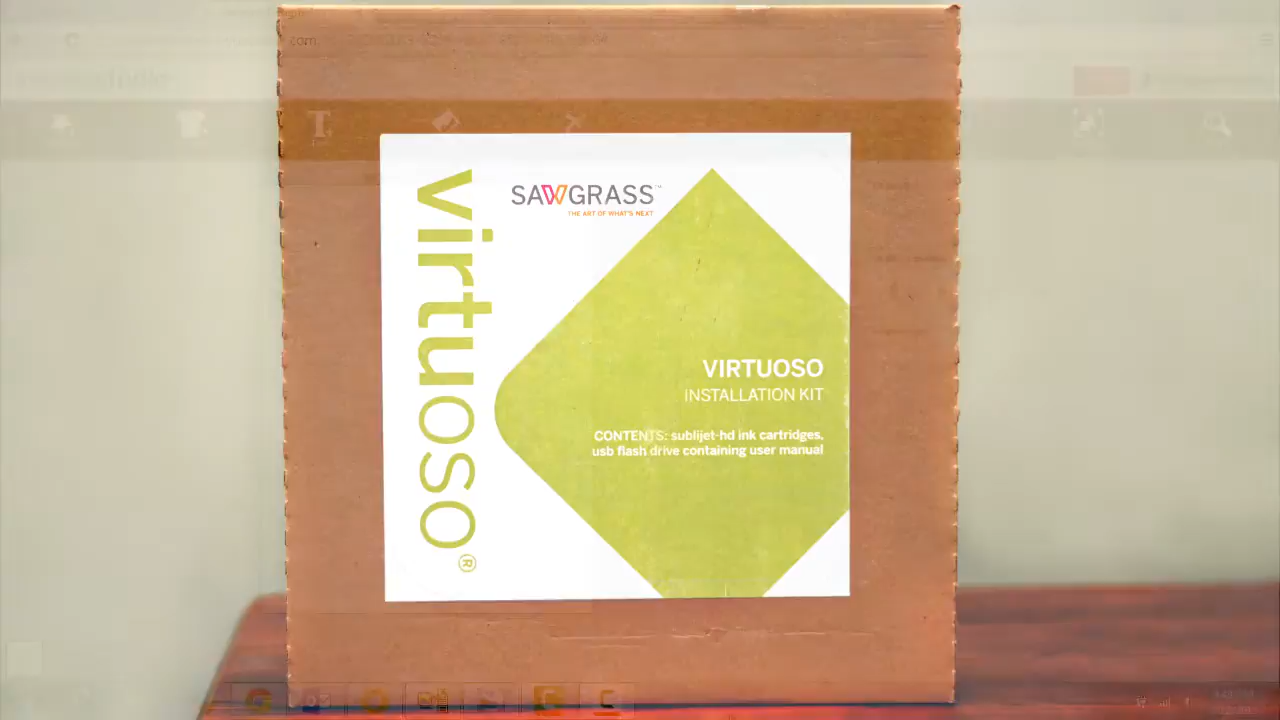 com
virtuoso®
SAWGRASS™
THE ART OF WHAT'S NEXT
VIRTUOSO
INSTALLATION KIT
CONTENTS: sublijet-hd ink cartridges,
usb flash drive containing user manual